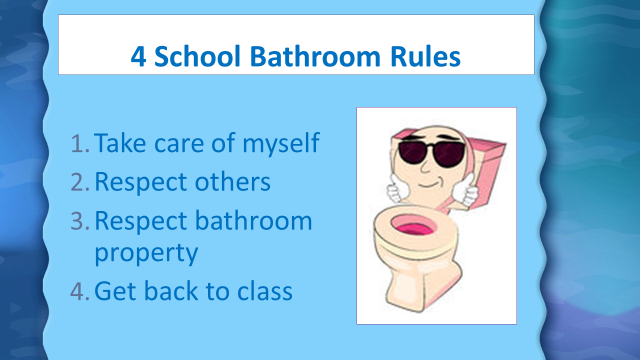 4 School Bathroom Rules
1. Take care of myself
2. Respect others
3. Respect bathroom
property
4. Get back to class